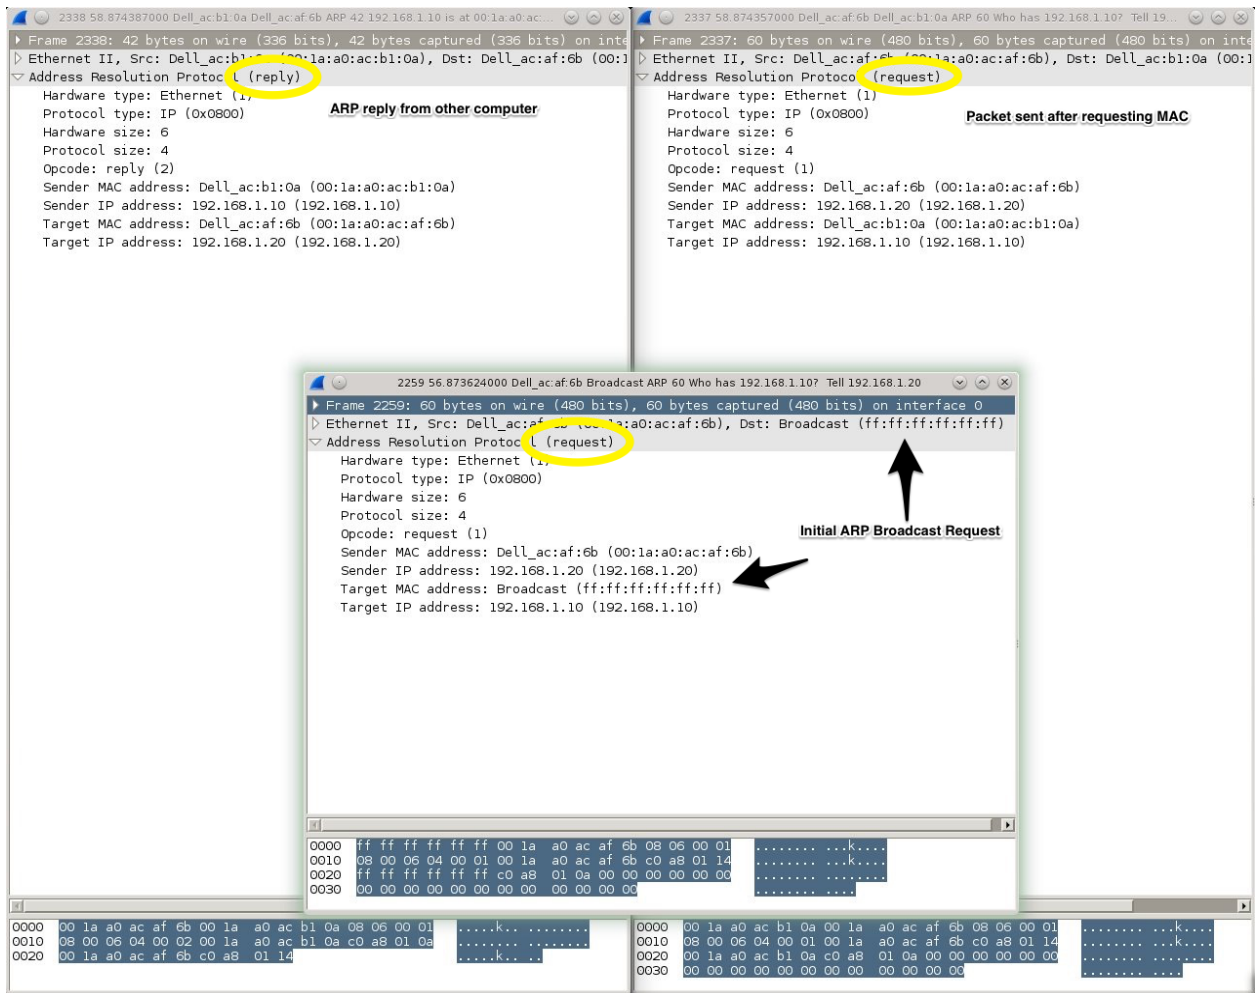 2338 58.874387000 Dell_ac:b1:0a Dell_ac:af:6b ARP 42 192.168.1.10 is at 00:1a:a0:ac:...
Frame 2338: 42 bytes on wire (336 bits), 42 bytes captured (336 bits) on inte
Ethernet II, Src: Dell_ac:b1:0a (00:1a:a0:ac:b1:0a), Dst: Dell_ac:af:6b (00:1
Address Resolution Protocol (reply)
Hardware type: Ethernet (1)
ARP reply from other computer
Protocol type: IP (0x0800)
Hardware size: 6
Protocol size: 4
Opcode: reply (2)
Sender MAC address: Dell_ac:b1:0a (00:1a:a0:ac:b1:0a)
Sender IP address: 192.168.1.10 (192.168.1.10)
Target MAC address: Dell_ac:af:6b (00:1a:a0:ac:af:6b)
Target IP address: 192.168.1.20 (192.168.1.20)
2337 58.874357000 Dell_ac:af:6b Dell_ac:b1:0a ARP 60 Who has 192.168.1.10? Tell 19...
Frame 2337: 60 bytes on wire (480 bits), 60 bytes captured (480 bits) on inte
Ethernet II, Src: Dell_ac:af:6b (00:1a:a0:ac:af:6b), Dst: Dell_ac:b1:0a (00:1
Address Resolution Protocol (request)
Hardware type: Ethernet (1)
Protocol type: IP (0x0800)
Packet sent after requesting MAC
Hardware size: 6
Protocol size: 4
Opcode: request (1)
Sender MAC address: Dell_ac:af:6b (00:1a:a0:ac:af:6b)
Sender IP address: 192.168.1.20 (192.168.1.20)
Target MAC address: Dell_ac:b1:0a (00:1a:a0:ac:b1:0a)
Target IP address: 192.168.1.10 (192.168.1.10)
2259 56.873624000 Dell_ac:af:6b Broadcast ARP 60 Who has 192.168.1.10? Tell 192.168.1.20
Frame 2259: 60 bytes on wire (480 bits), 60 bytes captured (480 bits) on interface 0
Ethernet II, Src: Dell_ac:af:6b (00:1a:a0:ac:af:6b), Dst: Broadcast (ff:ff:ff:ff:ff:ff)
Address Resolution Protocol (request)
Hardware type: Ethernet (1)
Protocol type: IP (0x0800)
Hardware size: 6
Protocol size: 4
Opcode: request (1)
Initial ARP Broadcast Request
Sender MAC address: Dell_ac:af:6b (00:1a:a0:ac:af:6b)
Sender IP address: 192.168.1.20 (192.168.1.20)
Target MAC address: Broadcast (ff:ff:ff:ff:ff:ff)
Target IP address: 192.168.1.10 (192.168.1.10)
0000 ff ff ff ff ff ff 00 1a a0 ac af 6b 08 06 00 01 ........ ...k....
0010 08 00 06 04 00 01 00 1a a0 ac af 6b c0 a8 01 14 ........ ...k....
0020 ff ff ff ff ff ff c0 a8 01 0a 00 00 00 00 00 00 ........ ........
0030 00 00 00 00 00 00 00 00 00 00 00 00 ........ ....
0000 00 1a a0 ac af 6b 00 1a a0 ac b1 0a 08 06 00 01 .....k.. ........
0010 08 00 06 04 00 02 00 1a a0 ac b1 0a c0 a8 01 0a ........ ........
0020 00 1a a0 ac af 6b c0 a8 01 14 .....k.. ..
0000 00 1a a0 ac b1 0a 00 1a a0 ac af 6b 08 06 00 01 ........ ...k....
0010 08 00 06 04 00 01 00 1a a0 ac af 6b c0 a8 01 14 ........ ...k....
0020 00 1a a0 ac b1 0a c0 a8 01 0a 00 00 00 00 00 00 ........ ........
0030 00 00 00 00 00 00 00 00 00 00 00 00 ........ ....